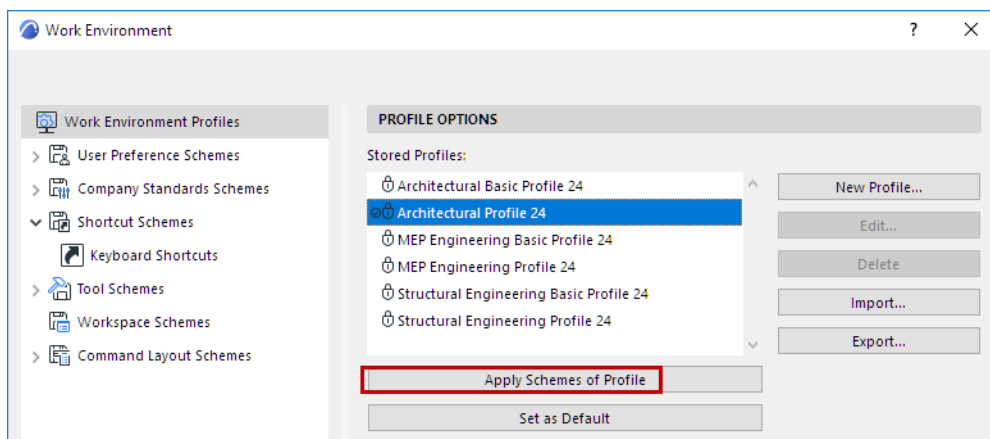 Work Environment
?
Work Environment Profiles
User Preference Schemes
Company Standards Schemes
Shortcut Schemes
Keyboard Shortcuts
Tool Schemes
Workspace Schemes
Command Layout Schemes
PROFILE OPTIONS
Stored Profiles:
Architectural Basic Profile 24
Architectural Profile 24
MEP Engineering Basic Profile 24
MEP Engineering Profile 24
Structural Engineering Basic Profile 24
Structural Engineering Profile 24
New Profile...
Edit...
Delete
Import...
Export...
Apply Schemes of Profile
Set as Default